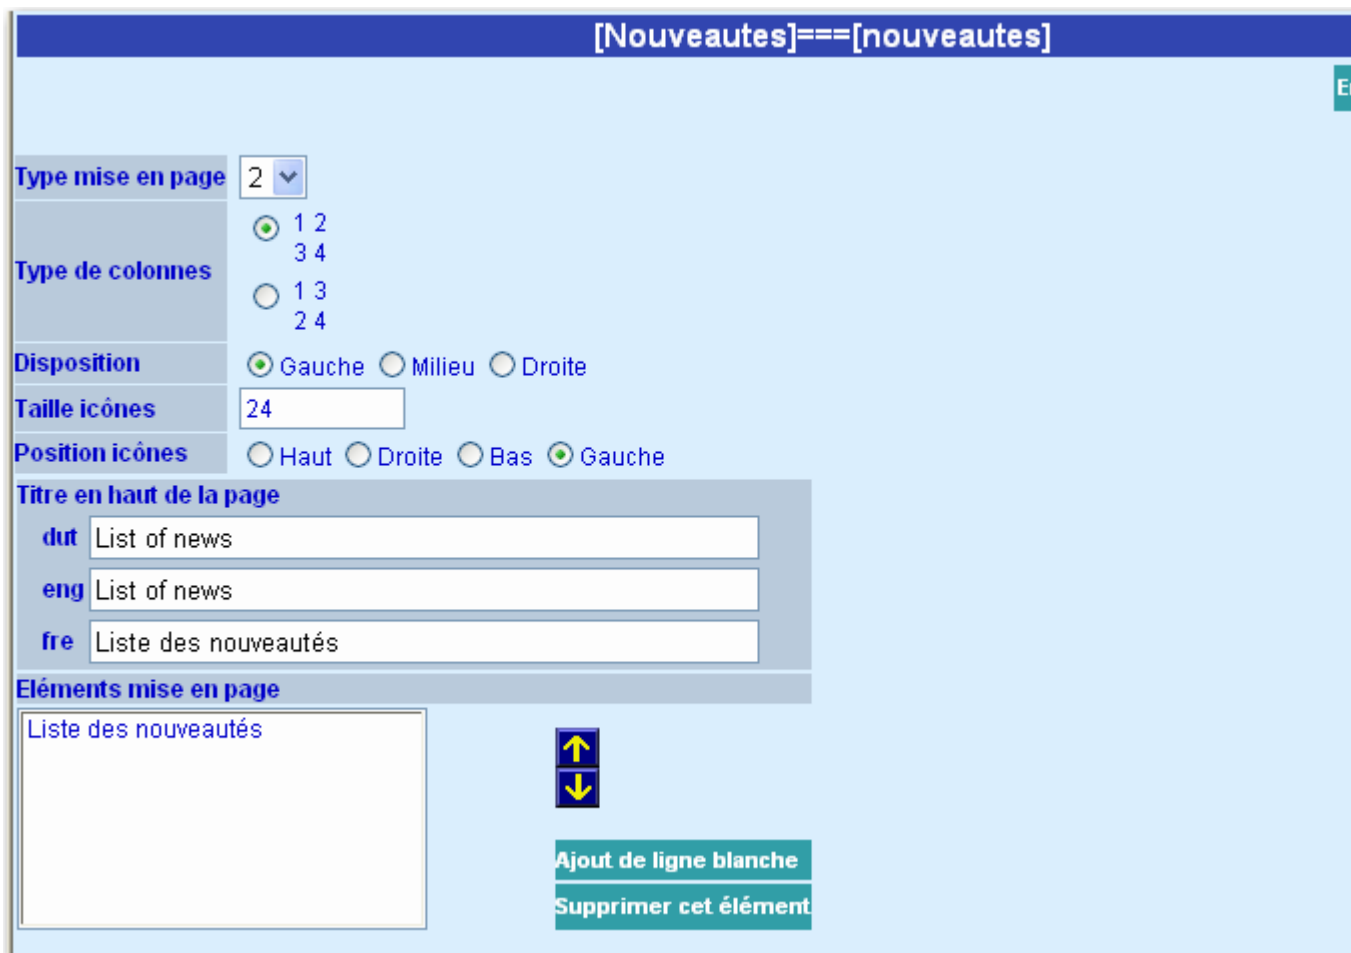 [Nouveautes]===[nouveautes]
Type mise en page 2
Type de colonnes
1 2
3 4
1 3
2 4
Disposition Gauche Milieu Droite
Taille icônes 24
Position icônes Haut Droite Bas Gauche
Titre en haut de la page
dut List of news
eng List of news
fre Liste des nouveautés
Eléments mise en page
Liste des nouveautés
Ajout de ligne blanche
Supprimer cet élément